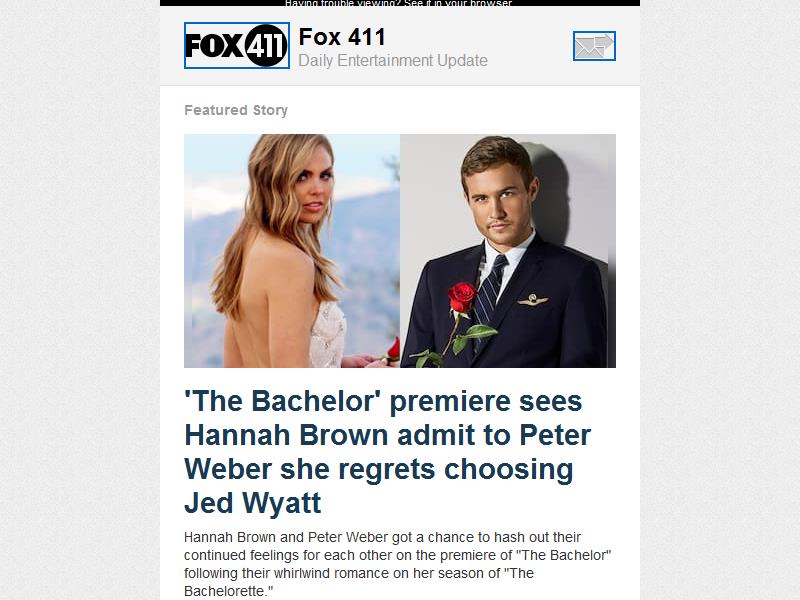 Having trouble viewing? See it in your browser
FOX 411
Fox 411
Daily Entertainment Update
Featured Story
'The Bachelor' premiere sees
Hannah Brown admit to Peter
Weber she regrets choosing
Jed Wyatt
Hannah Brown and Peter Weber got a chance to hash out their
continued feelings for each other on the premiere of "The Bachelor"
following their whirlwind romance on her season of "The
Bachelorette."